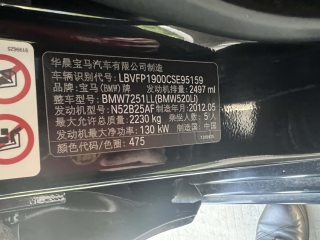 华晨宝马汽车有限公司制造
车辆识别代号: LBVFP1900CSE95159
品牌: 宝马(BMW)牌 发动机排量: 2497 ml
整车型号: BMW7251LL(BMW520Li)
发动机型号: N52B25AF 制造年月: 2012.05
最大允许总质量: 2230 kg 乘坐人数: 5 人
发动机最大净功率: 130 kW 制造国: 中国
颜色代码/色圈: 475